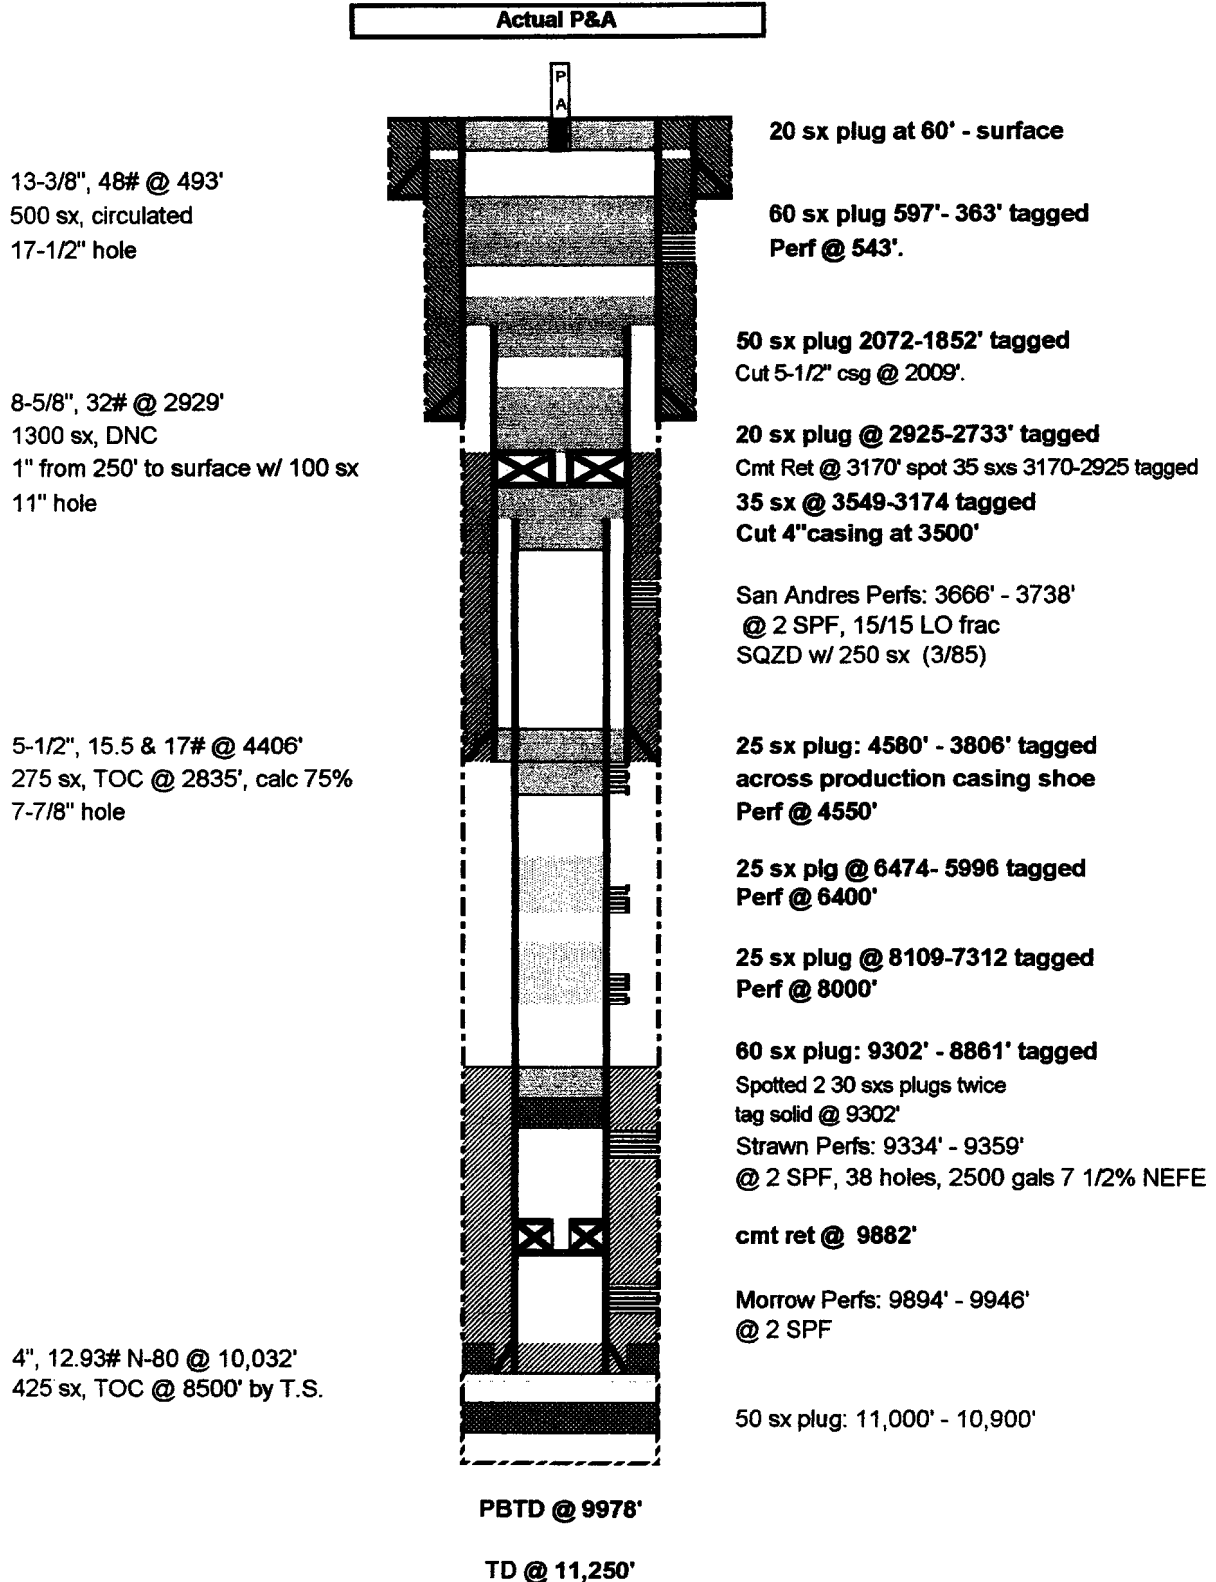 Actual P&A
P
A
20 sx plug at 60' - surface
13-3/8", 48# @ 493'
500 sx, circulated
17-1/2" hole
60 sx plug 597'- 363' tagged
Perf @ 543'.
50 sx plug 2072-1852' tagged
Cut 5-1/2" csg @ 2009'.
8-5/8", 32# @ 2929'
1300 sx, DNC
1" from 250' to surface w/ 100 sx
11" hole
20 sx plug @ 2925-2733' tagged
Cmt Ret @ 3170' spot 35 sxs 3170-2925 tagged
35 sx @ 3549-3174 tagged
Cut 4"casing at 3500'
San Andres Perfs: 3666' - 3738'
@ 2 SPF, 15/15 LO frac
SQZD w/ 250 sx (3/85)
5-1/2", 15.5 & 17# @ 4406'
275 sx, TOC @ 2835', calc 75%
7-7/8" hole
25 sx plug: 4580' - 3806' tagged
across production casing shoe
Perf @ 4550'
25 sx plg @ 6474- 5996 tagged
Perf @ 6400'
25 sx plug @ 8109-7312 tagged
Perf @ 8000'
60 sx plug: 9302' - 8861' tagged
Spotted 2 30 sxs plugs twice
tag solid @ 9302'
Strawn Perfs: 9334' - 9359'
@ 2 SPF, 38 holes, 2500 gals 7 1/2% NEFE
cmt ret @ 9882'
Morrow Perfs: 9894' - 9946'
@ 2 SPF
4", 12.93# N-80 @ 10,032'
425 sx, TOC @ 8500' by T.S.
50 sx plug: 11,000' - 10,900'
PBTD @ 9978'
TD @ 11,250'